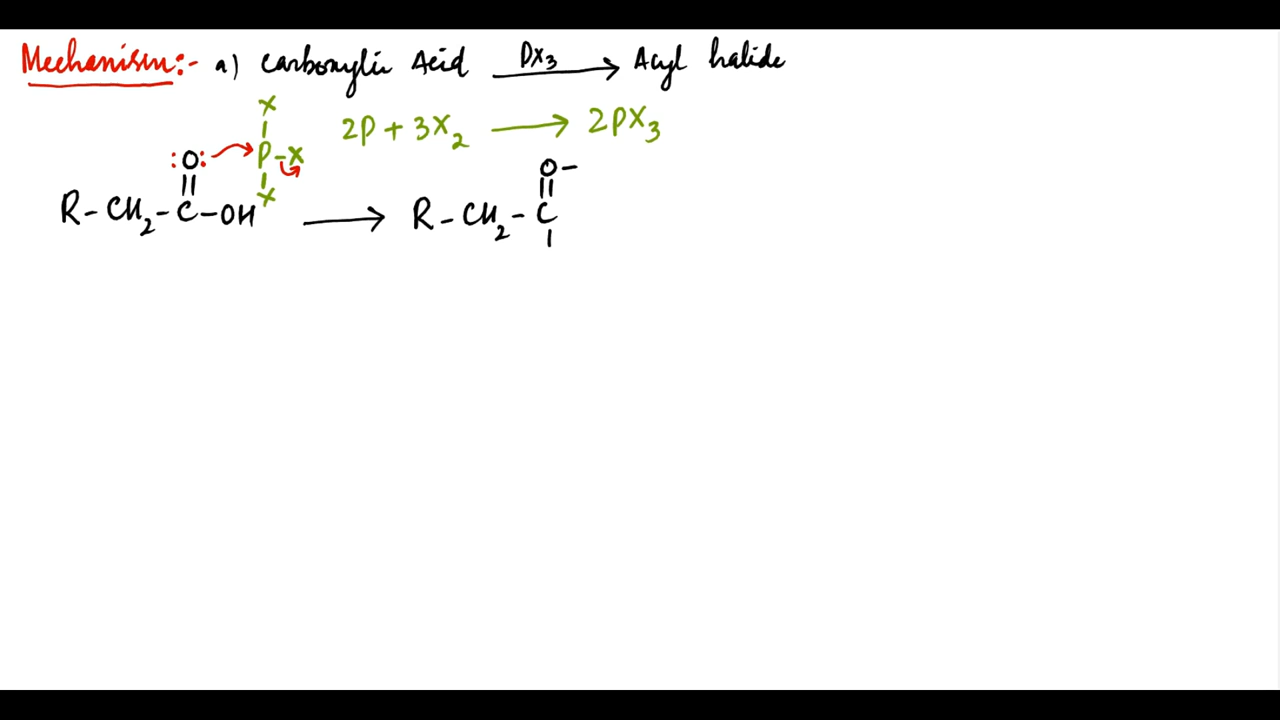 Mechanism:- a) Carboxylic Acid PX3 → Acyl halide
X
2P + 3X2 → 2PX3
:O: P-X
O-
X
R-CH2-C-OH → R-CH2-C